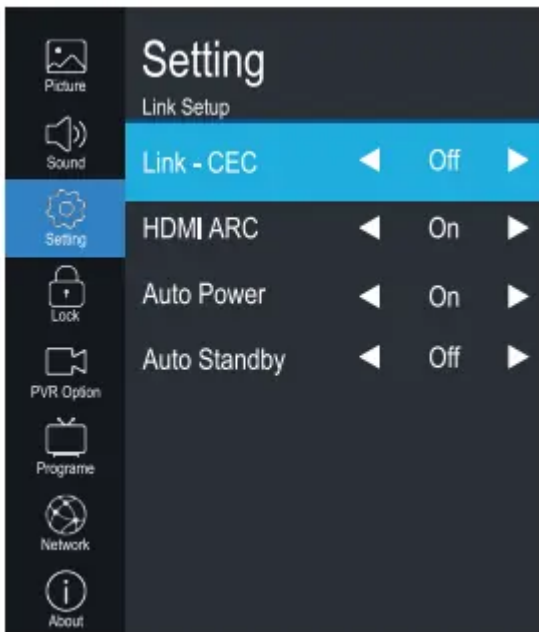 Picture
Sound
Setting
Lock
PVR Option
Programe
Network
About
Setting
Link Setup
Link - CEC Off
HDMI ARC On
Auto Power On
Auto Standby Off